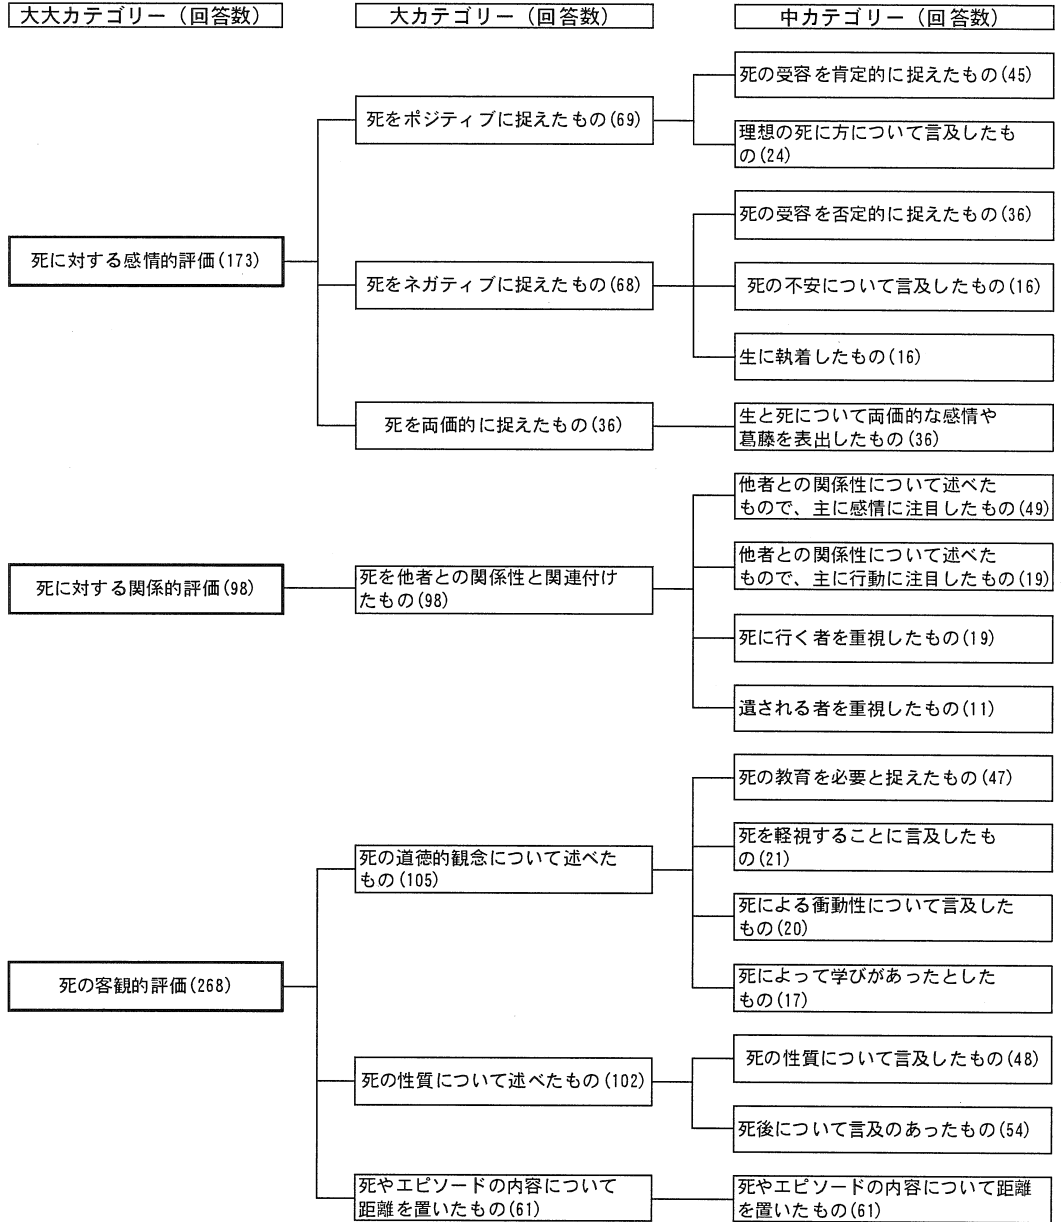 大大カテゴリー（回答数）
大カテゴリー（回答数）
中カテゴリー（回答数）
死に対する感情的評価(173)
死をポジティブに捉えたもの(69)
死の受容を肯定的に捉えたもの(45)
理想の死に方について言及したも
の(24)
死をネガティブに捉えたもの(68)
死の受容を否定的に捉えたもの(36)
死の不安について言及したもの(16)
生に執着したもの(16)
死を両価的に捉えたもの(36)
生と死について両価的な感情や
葛藤を表出したもの(36)
死に対する関係的評価(98)
死を他者との関係性と関連付け
たもの(98)
他者との関係性について述べた
もので、主に感情に注目したもの(49)
他者との関係性について述べた
もので、主に行動に注目したもの(19)
死に行く者を重視したもの(19)
遺される者を重視したもの(11)
死の客観的評価(268)
死の道徳的観念について述べた
もの(105)
死の教育を必要と捉えたもの(47)
死を軽視することに言及したも
の(21)
死による衝動性について言及した
もの(20)
死によって学びがあったとした
もの(17)
死の性質について述べたもの(102)
死の性質について言及したもの(48)
死後について言及のあったもの(54)
死やエピソードの内容について
距離を置いたもの(61)
死やエピソードの内容について距離
を置いたもの(61)